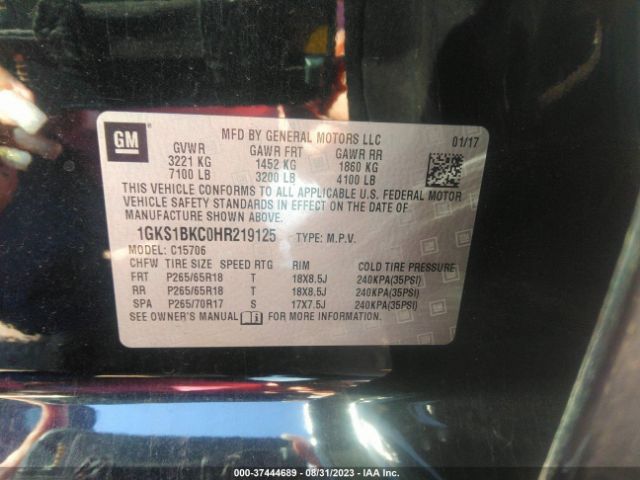 GM
MFD BY GENERAL MOTORS LLC 01/17
GVWR GAWR FRT GAWR RR
3221 KG 1452 KG 1860 KG
7100 LB 3200 LB 4100 LB
THIS VEHICLE CONFORMS TO ALL APPLICABLE U.S. FEDERAL MOTOR
VEHICLE SAFETY STANDARDS IN EFFECT ON THE DATE OF
MANUFACTURE SHOWN ABOVE.
1GKS1BKC0HR219125 TYPE: M.P.V.
MODEL: C15706
CHFW TIRE SIZE SPEED RTG RIM COLD TIRE PRESSURE
FRT P265/65R18 T 18X8.5J 240KPA(35PSI)
RR P265/65R18 T 18X8.5J 240KPA(35PSI)
SPA P265/70R17 S 17X7.5J 240KPA(35PSI)
SEE OWNER'S MANUAL FOR MORE INFORMATION.
000-37444689 - 08/31/2023 - IAA Inc.